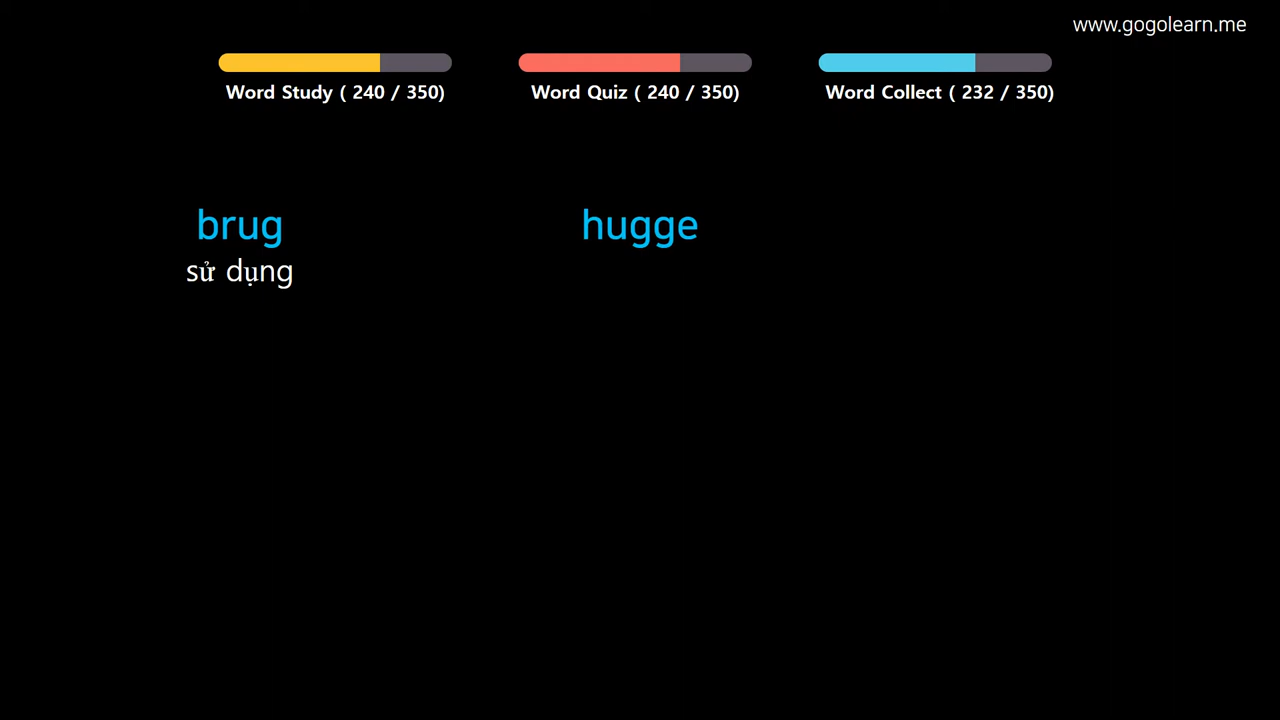 www.gogolearn.me
Word Study ( 240 / 350)
Word Quiz ( 240 / 350)
Word Collect ( 232 / 350)
brug
hugge
sử dụng